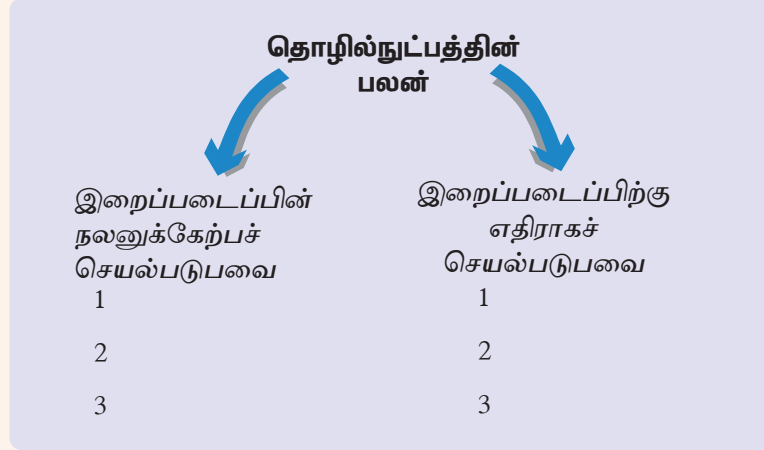 தொழில்நுட்பத்தின்
பலன்
இறைப்படைப்பின்
நலனுக்கேற்பச்
செயல்படுபவை
1
2
3
இறைப்படைப்பிற்கு
எதிராகச்
செயல்படுபவை
1
2
3